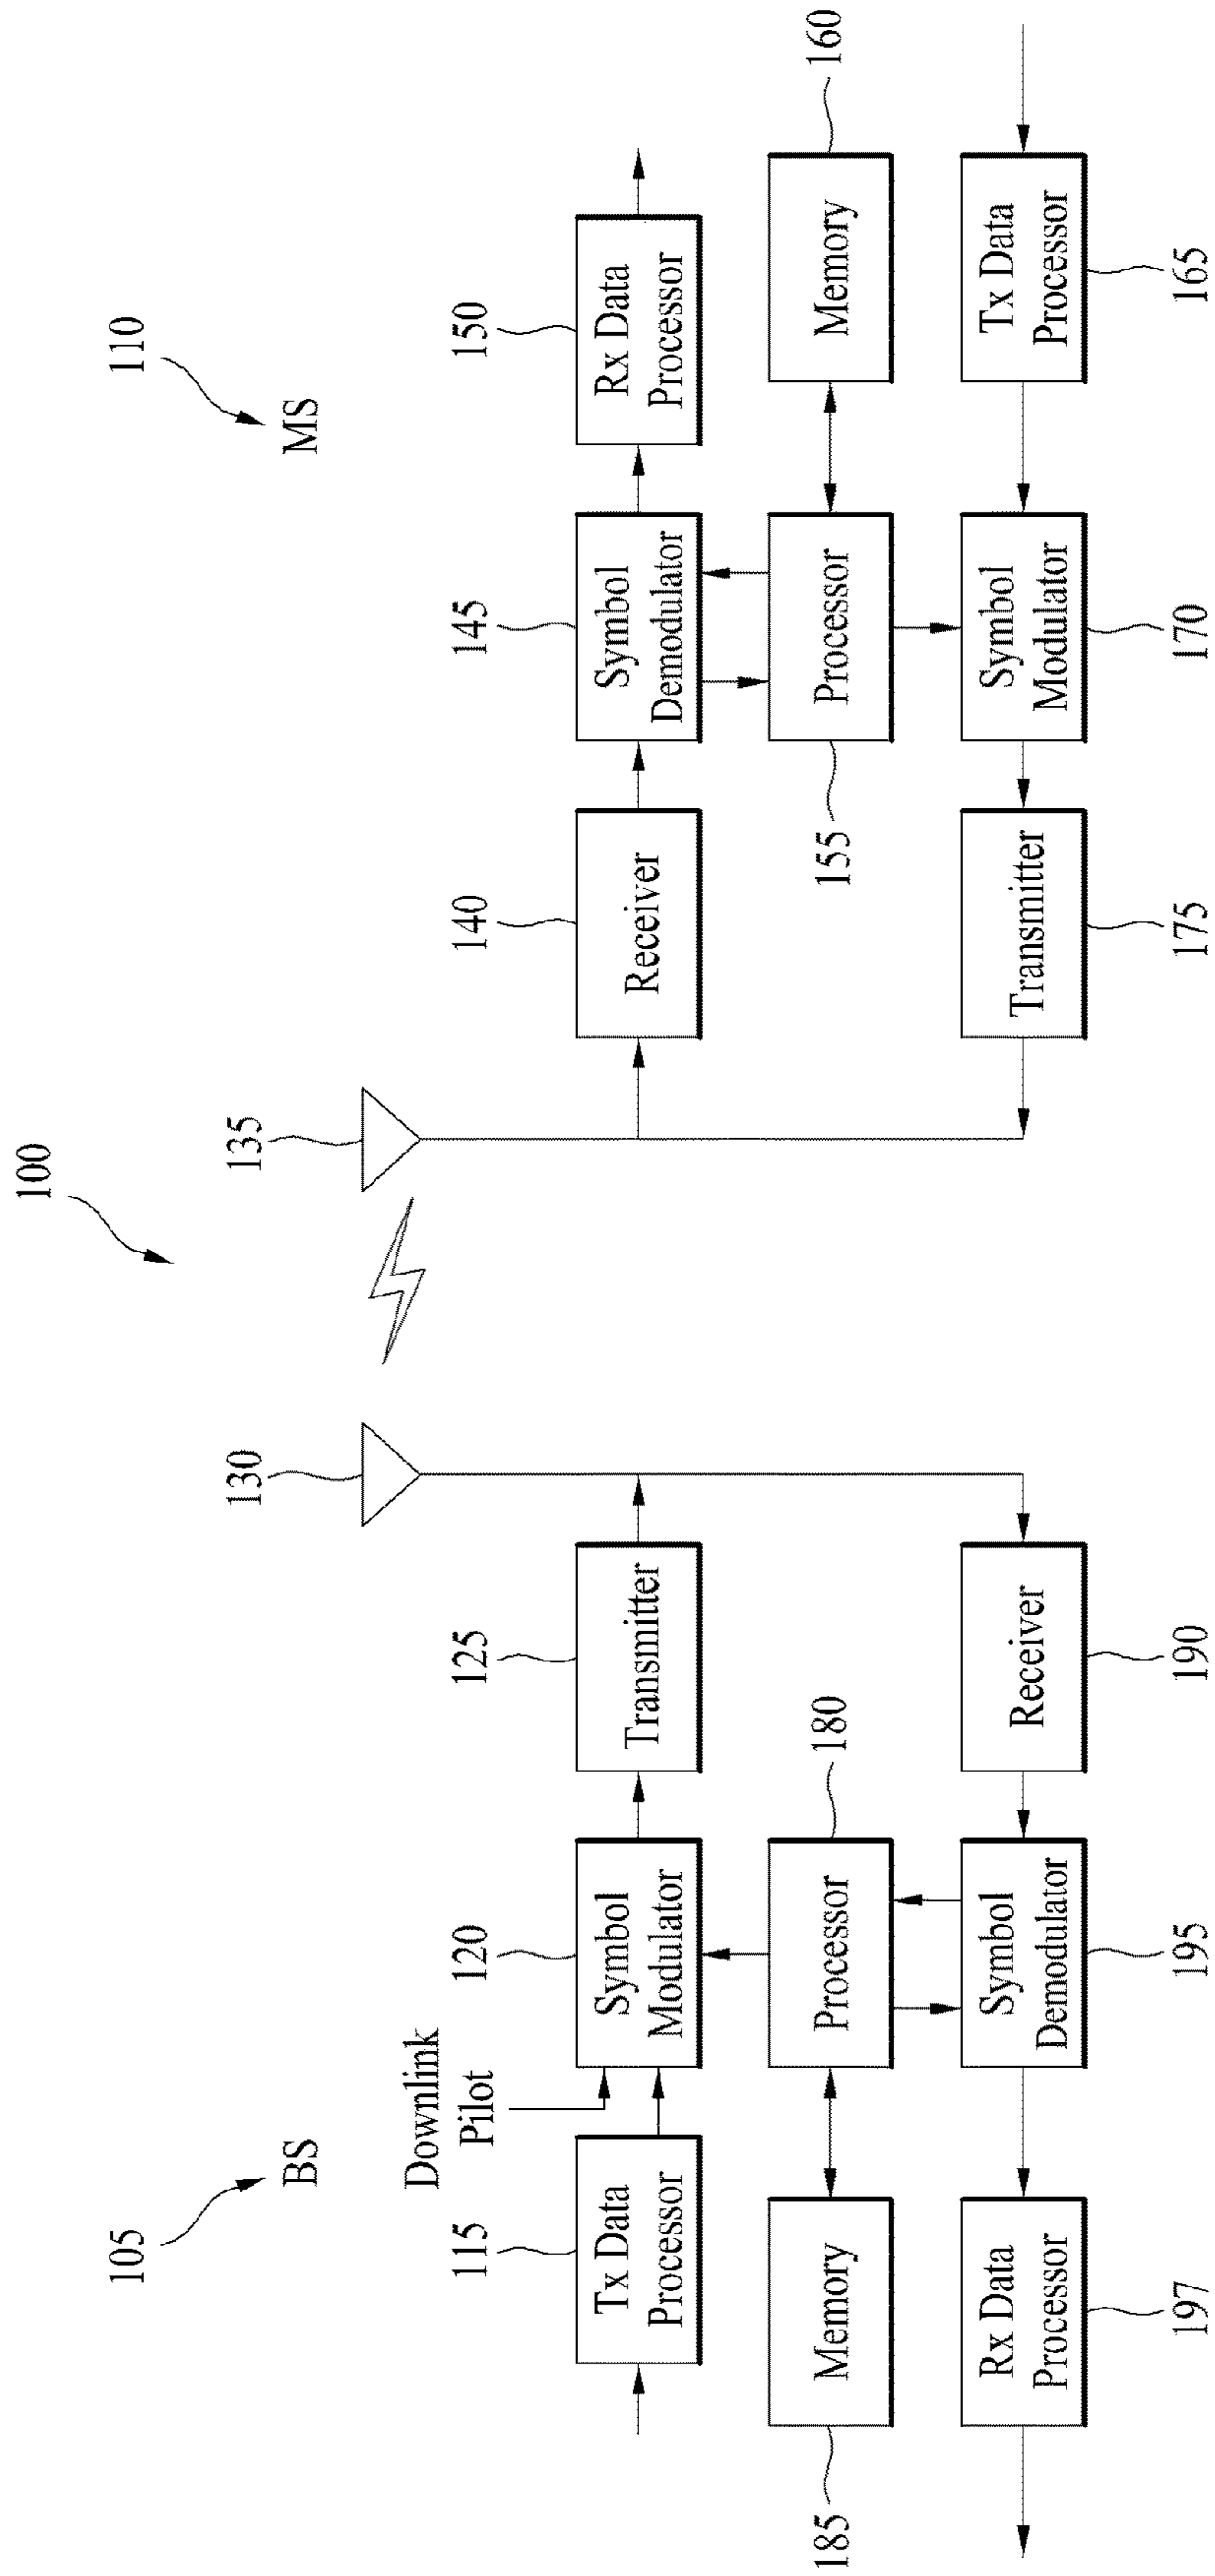 100
105
BS
110
MS
130
135
Downlink
Pilot
115
Tx Data
Processor
120
Symbol
Modulator
125
Transmitter
140
Receiver
145
Symbol
Demodulator
150
Rx Data
Processor
185
Memory
Processor
180
155
Processor
Memory
160
Rx Data
Processor
197
Symbol
Demodulator
195
Receiver
190
Transmitter
175
Symbol
Modulator
170
Tx Data
Processor
165